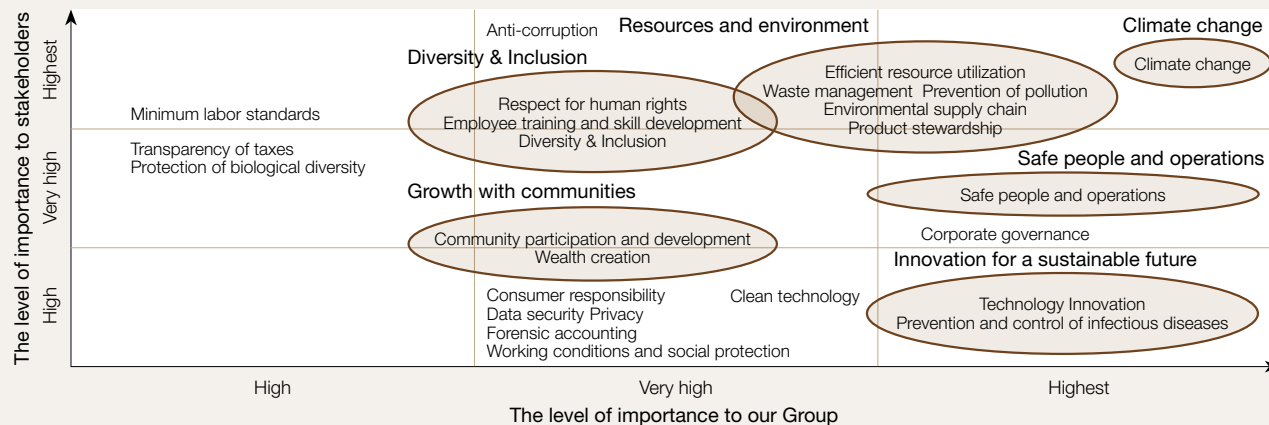 The level of importance to stakeholders
Highest
Very high
High
Anti-corruption
Resources and environment
Climate change
Diversity & Inclusion
Climate change
Efficient resource utilization
Waste management Prevention of pollution
Environmental supply chain
Product stewardship
Respect for human rights
Employee training and skill development
Diversity & Inclusion
Minimum labor standards
Transparency of taxes
Protection of biological diversity
Safe people and operations
Safe people and operations
Growth with communities
Community participation and development
Wealth creation
Corporate governance
Innovation for a sustainable future
Consumer responsibility
Data security Privacy
Forensic accounting
Working conditions and social protection
Clean technology
Technology Innovation
Prevention and control of infectious diseases
High
Very high
Highest
The level of importance to our Group